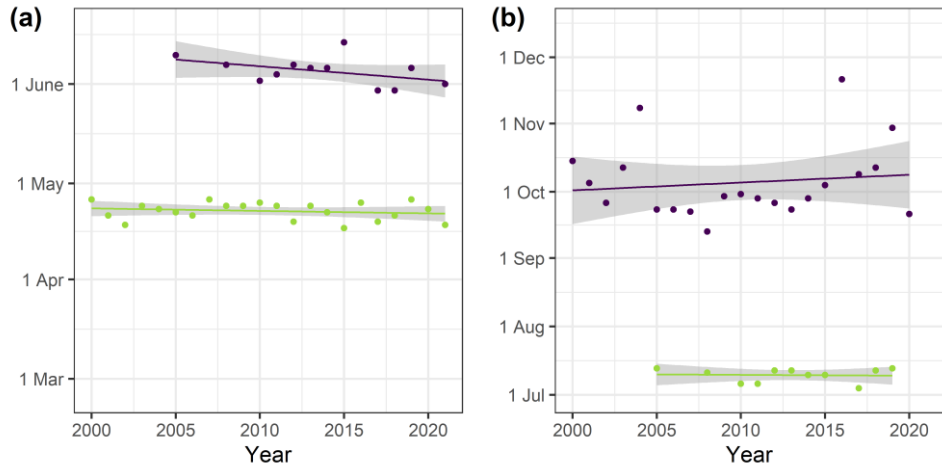 (a)
1 June
1 May
1 Apr
1 Mar
2000 2005 2010 2015 2020
Year
(b)
1 Dec
1 Nov
1 Oct
1 Sep
1 Aug
1 Jul
2000 2005 2010 2015 2020
Year